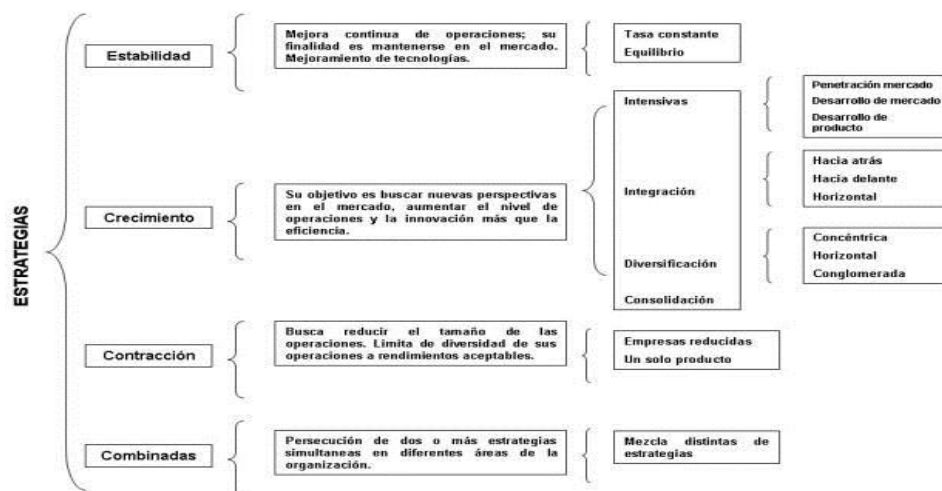 ESTRATEGIAS
Estabilidad
Mejora continua de operaciones; su
finalidad es mantenerse en el mercado.
Mejoramiento de tecnologías.
Tasa constante
Equilibrio
Crecimiento
Su objetivo es buscar nuevas perspectivas
en el mercado, aumentar el nivel de
operaciones y la innovación más que la
eficiencia.
Intensivas
Penetración mercado
Desarrollo de mercado
Desarrollo de
producto
Integración
Hacia atrás
Hacia delante
Horizontal
Diversificación
Concéntrica
Horizontal
Conglomerada
Consolidación
Contracción
Busca reducir el tamaño de las
operaciones. Limita de diversidad de sus
operaciones a rendimientos aceptables.
Empresas reducidas
Un solo producto
Combinadas
Persecución de dos o más estrategias
simultaneas en diferentes áreas de la
organización.
Mezcla distintas de
estrategias